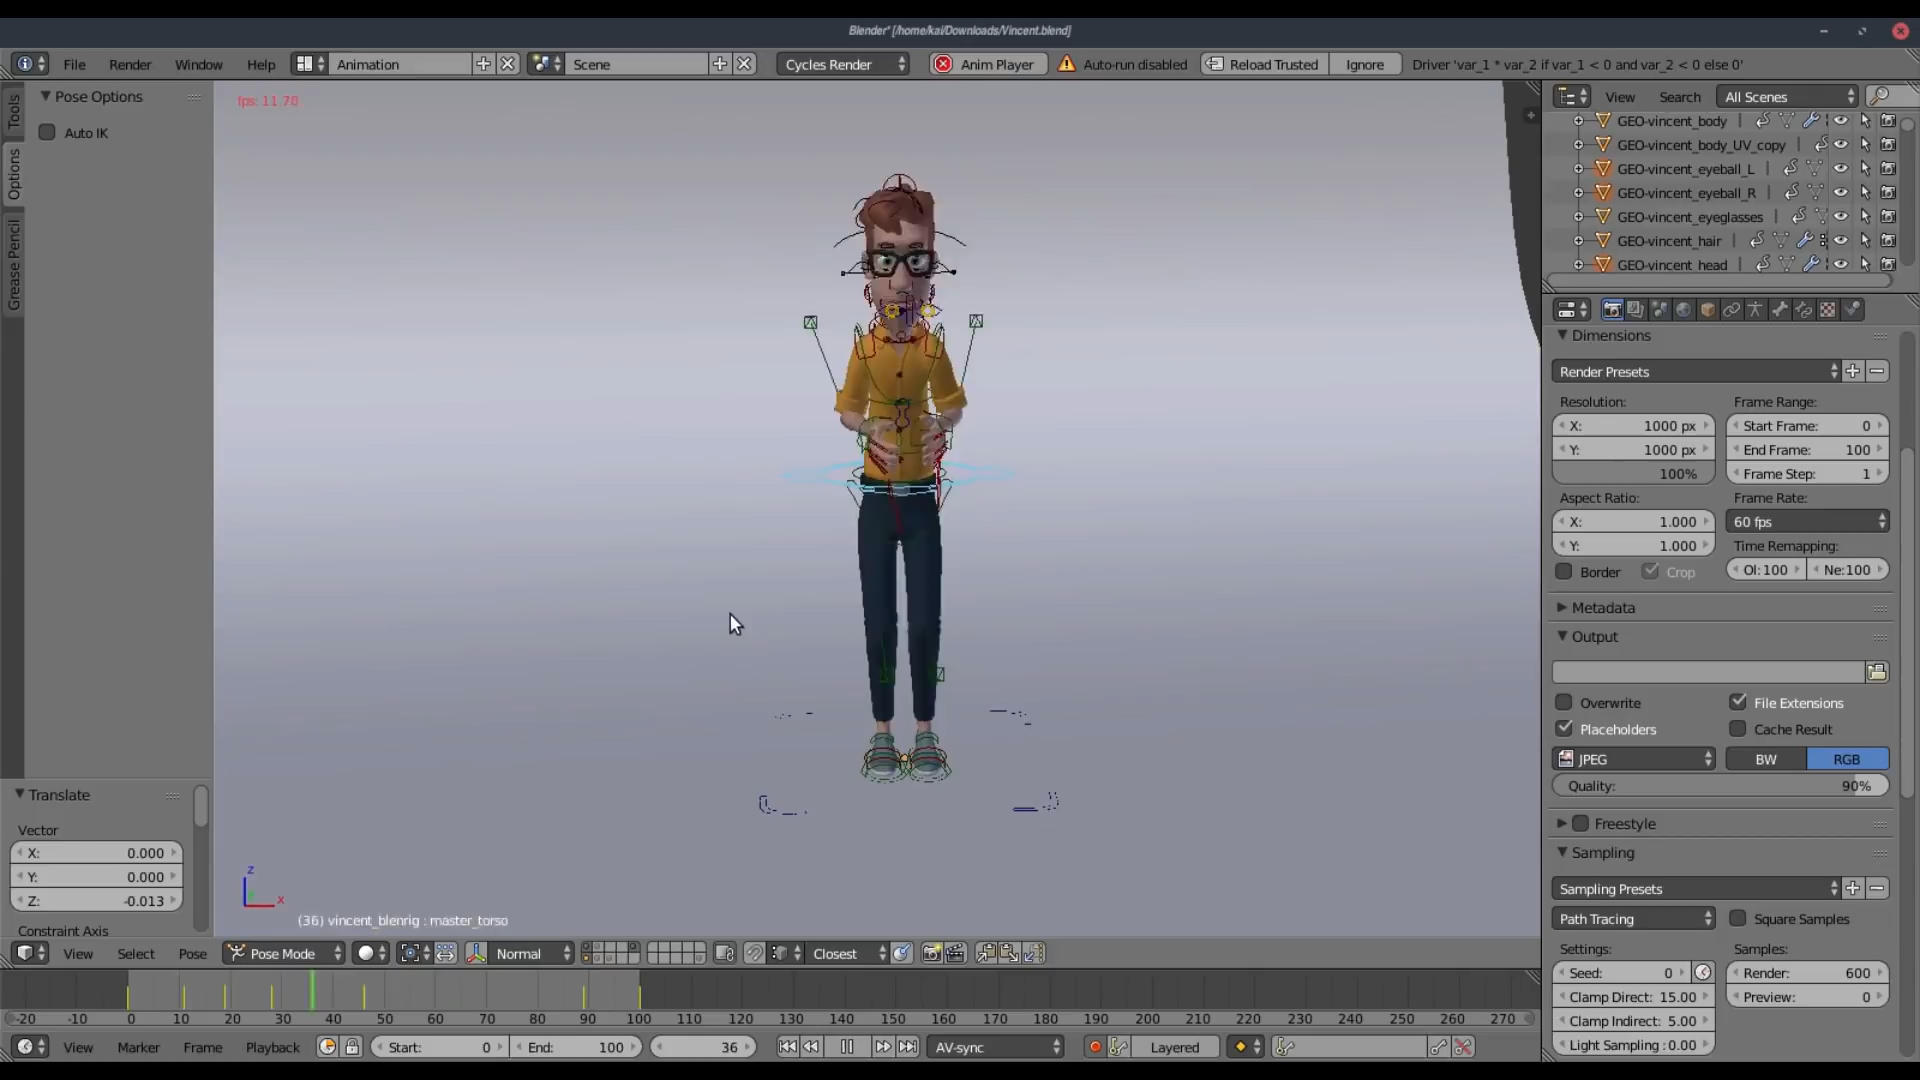 Blender* [/home/kai/Downloads/Vincent.blend]
File Render Window Help Animation Scene Cycles Render Anim Player Auto-run disabled Reload Trusted Ignore Driver 'var_1 * var_2 if var_1 < 0 and var_2 < 0 else 0'
Tools
Options
Grease Pencil
Pose Options
Auto IK
Translate
Vector
X: 0.000
Y: 0.000
Z: -0.013
Constraint Axis
fps: 11.70
z
x
(36) vincent_blenrig : master_torso
View Select Pose Pose Mode Normal Closest
-20 -10 0 10 20 30 40 50 60 70 80 90 100 110 120 130 140 150 160 170 180 190 200 210 220 230 240 250 260 270
View Marker Frame Playback Start: 0 End: 100 36 AV-sync Layered
View Search All Scenes
GEO-vincent_body
GEO-vincent_body_UV_copy
GEO-vincent_eyeball_L
GEO-vincent_eyeball_R
GEO-vincent_eyeglasses
GEO-vincent_hair
GEO-vincent_head
Dimensions
Render Presets
Resolution: Frame Range:
X: 1000 px Start Frame: 0
Y: 1000 px End Frame: 100
100% Frame Step: 1
Aspect Ratio: Frame Rate:
X: 1.000 60 fps
Y: 1.000 Time Remapping:
Border Crop Ol:100 Ne:100
Metadata
Output
Overwrite File Extensions
Placeholders Cache Result
JPEG BW RGB
Quality: 90%
Freestyle
Sampling
Sampling Presets
Path Tracing Square Samples
Settings: Samples:
Seed: 0 Render: 600
Clamp Direct: 15.00 Preview: 0
Clamp Indirect: 5.00
Light Sampling: 0.00